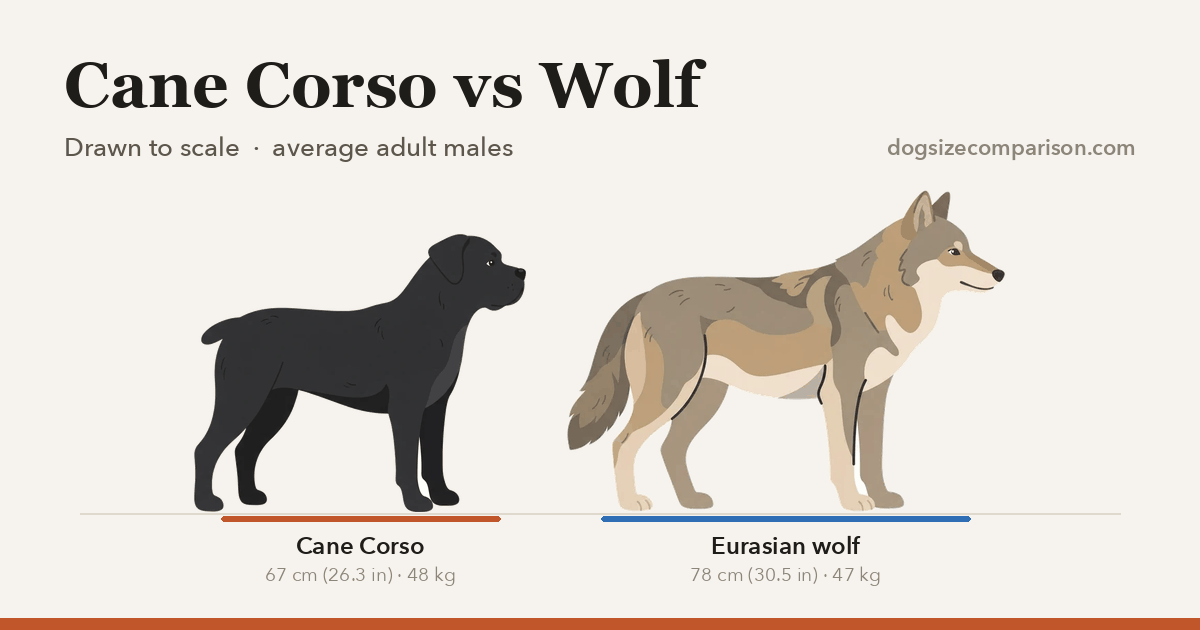 Cane Corso vs Wolf
Drawn to scale · average adult males
dogsizecomparison.com
Cane Corso
67 cm (26.3 in) · 48 kg
Eurasian wolf
78 cm (30.5 in) · 47 kg